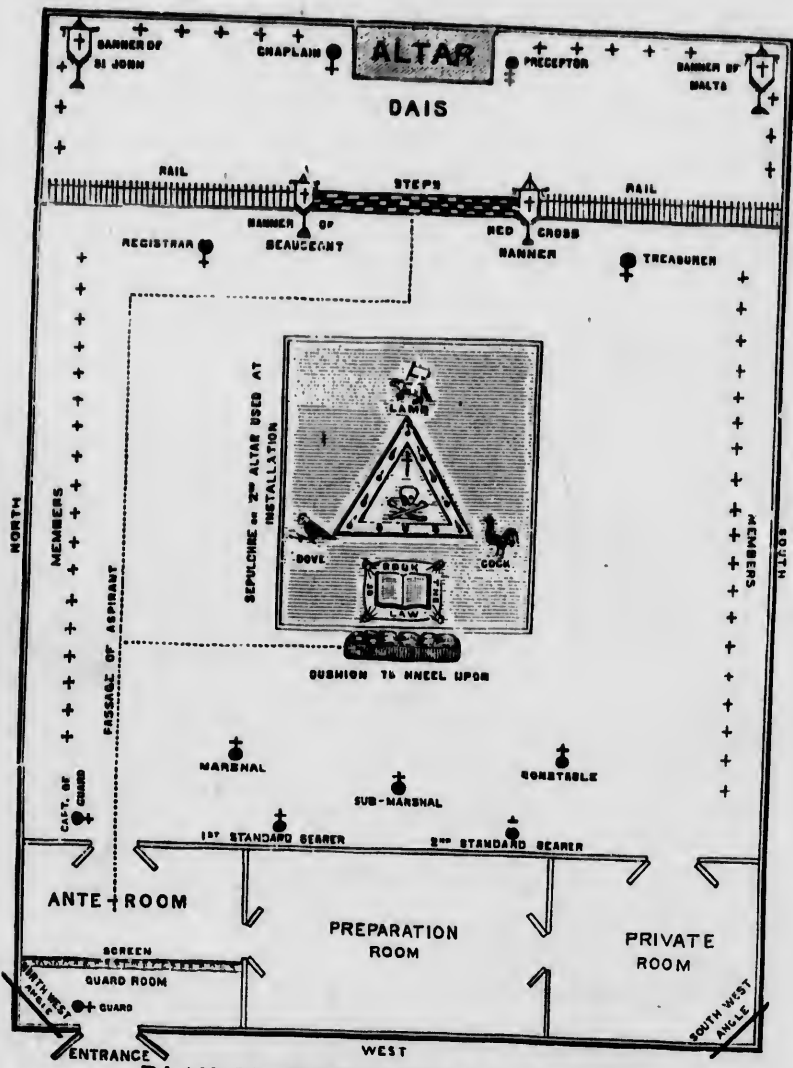 BANNER OF
ST JOHN
CHAPLAIN
ALTAR
PRECEPTOR
BANNER OF
MALTA
DAIS
RAIL
STEPS
RAIL
BANNER OF
BEAUSEANT
RED CROSS
BANNER
REGISTRAR
TREASURER
SEPULCHRE OR 2ND ALTAR USED AT
INSTALLATION
LAMB
DOVE
COCK
BOOK
OF
THE
LAW
CUSHION TO KNEEL UPON
NORTH
MEMBERS
PASSAGE OF ASPIRANT
MEMBERS
SOUTH
MARSHAL
SUB-MARSHAL
CONSTABLE
CAPT. OF
GUARD
1ST STANDARD BEARER
2ND STANDARD BEARER
ANTE-ROOM
PREPARATION
ROOM
PRIVATE
ROOM
SCREEN
GUARD ROOM
GUARD
NORTH WEST
ANGLE
SOUTH WEST
ANGLE
ENTRANCE
WEST